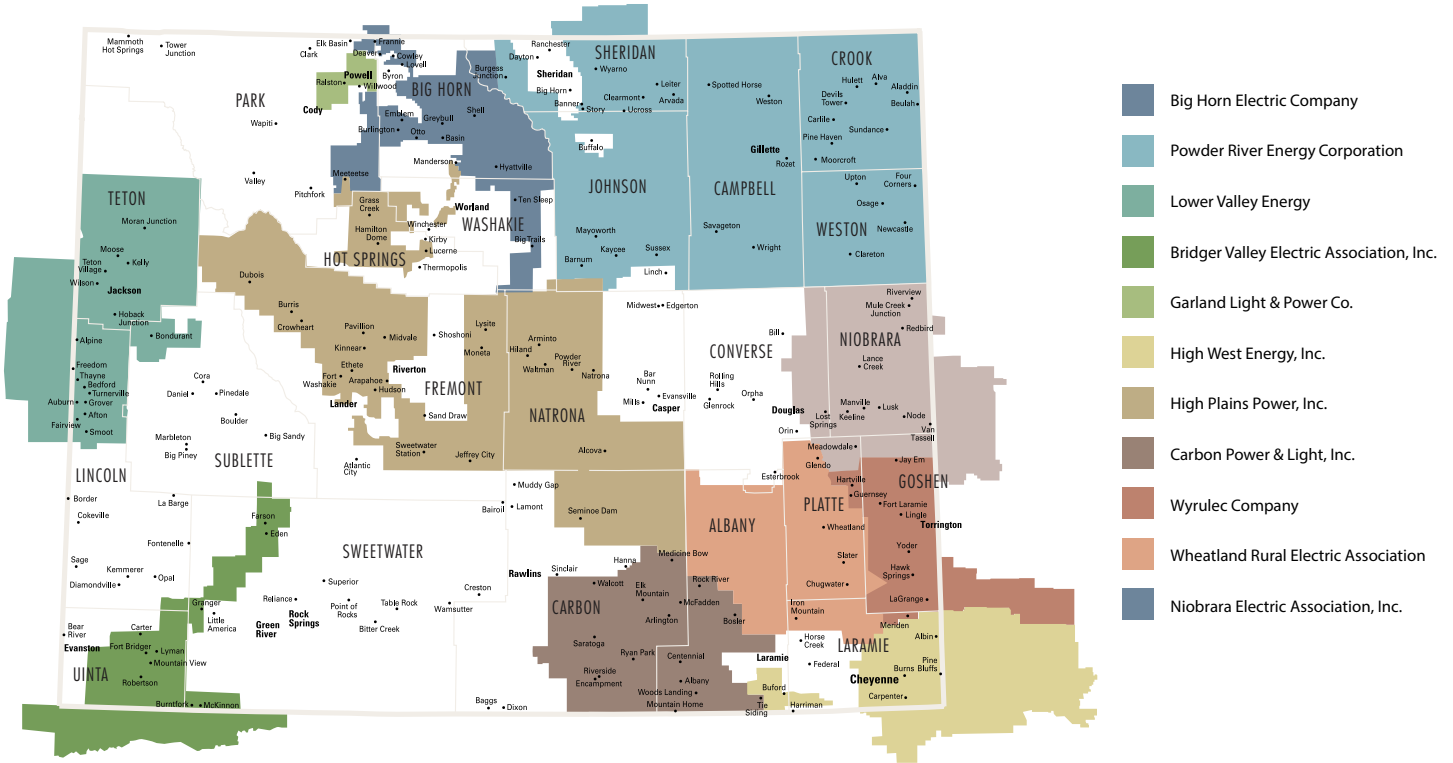 Mammoth
Hot Springs
Tower
Junction
Elk Basin
Clark
Frannie
Deaver
Cowley
Lovell
Byron
Powell
Ralston
Willwood
Cody
PARK
Wapiti
Valley
Pitchfork
Meeteetse
BIG HORN
Emblem
Burlington
Otto
Greybull
Basin
Shell
Manderson
Hyattville
Burgess
Junction
Ranchester
Dayton
SHERIDAN
Sheridan
Wyarno
Big Horn
Banner
Story
Clearmont
Ucross
Leiter
Arvada
Spotted Horse
Weston
CROOK
Hulett
Alva
Aladdin
Devils
Tower
Beulah
Carlile
Sundance
Pine Haven
Moorcroft
Buffalo
Gillette
Rozet
JOHNSON
CAMPBELL
Upton
Four
Corners
Osage
Newcastle
WESTON
Clareton
Mayoworth
Kaycee
Sussex
Barnum
Linch
Savageton
Wright
TETON
Moran Junction
Moose
Teton
Village
Kelly
Wilson
Jackson
Hoback
Junction
Bondurant
Alpine
Freedom
Thayne
Bedford
Turnerville
Auburn
Grover
Afton
Fairview
Smoot
Grass
Creek
Hamilton
Dome
HOT SPRINGS
Worland
Winchester
Kirby
Lucerne
Thermopolis
WASHAKIE
Ten Sleep
Big Trails
Dubois
Burris
Crowheart
Pavillion
Midvale
Kinnear
Ethete
Fort
Washakie
Arapahoe
Hudson
Riverton
Lander
Shoshoni
Lysite
Moneta
FREMONT
Sand Draw
Sweetwater
Station
Jeffrey City
Atlantic
City
Arminto
Hiland
Waltman
Powder
River
Natrona
NATRONA
Alcova
Midwest
Edgerton
Bar
Nunn
Mills
Evansville
Casper
CONVERSE
Bill
Rolling
Hills
Glenrock
Orpha
Douglas
Orin
Esterbrook
Riverview
Mule Creek
Junction
Redbird
NIOBRARA
Lance
Creek
Manville
Keeline
Lusk
Node
Lost
Springs
Van
Tassell
Cora
Daniel
Pinedale
Boulder
Big Sandy
Marbleton
Big Piney
SUBLETTE
LINCOLN
Border
Cokeville
La Barge
Fontenelle
Sage
Kemmerer
Diamondville
Opal
Farson
Eden
Granger
Little
America
Bear
River
Evanston
Carter
Fort Bridger
Lyman
Mountain View
Robertson
UINTA
Burntfork
McKinnon
SWEETWATER
Superior
Reliance
Rock
Springs
Green
River
Point of
Rocks
Table Rock
Bitter Creek
Creston
Wamsutter
Bairoil
Muddy Gap
Lamont
Seminoe Dam
Rawlins
Sinclair
Hanna
Walcott
Elk
Mountain
Medicine Bow
McFadden
Arlington
CARBON
Saratoga
Ryan Park
Riverside
Encampment
Baggs
Dixon
ALBANY
Rock River
Bosler
Centennial
Albany
Woods Landing
Mountain Home
Laramie
Tie
Siding
Buford
Harriman
Meadowdale
Glendo
Hartville
Guernsey
PLATTE
Wheatland
Slater
Chugwater
Iron
Mountain
Jay Em
GOSHEN
Fort Laramie
Lingle
Torrington
Yoder
Hawk
Springs
LaGrange
Meriden
Horse
Creek
Federal
LARAMIE
Albin
Pine
Bluffs
Burns
Cheyenne
Carpenter
Big Horn Electric Company
Powder River Energy Corporation
Lower Valley Energy
Bridger Valley Electric Association, Inc.
Garland Light & Power Co.
High West Energy, Inc.
High Plains Power, Inc.
Carbon Power & Light, Inc.
Wyrulec Company
Wheatland Rural Electric Association
Niobrara Electric Association, Inc.